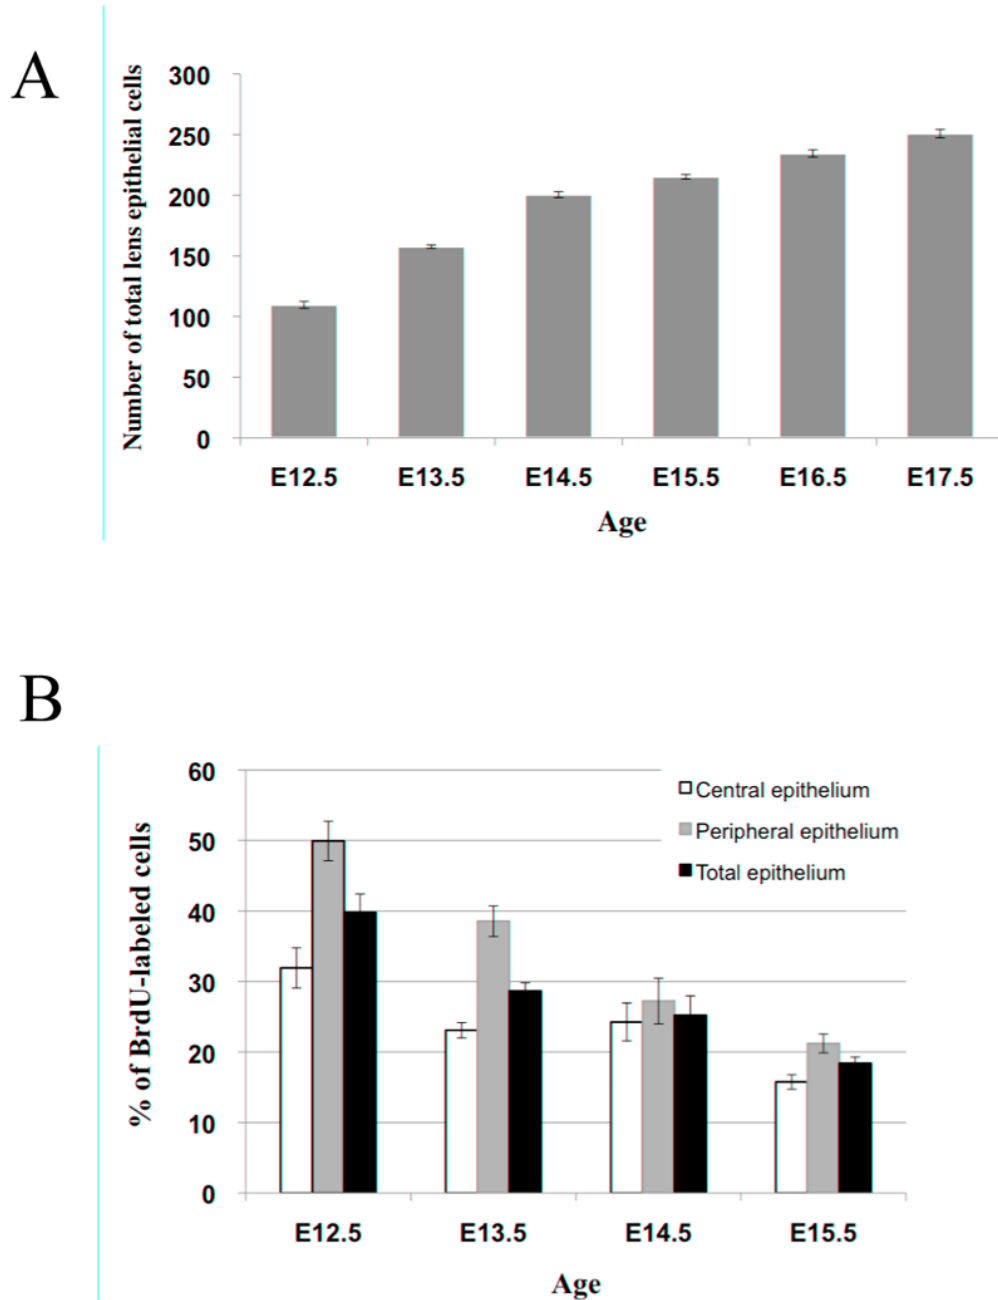 A
Number of total lens epithelial cells
300
250
200
150
100
50
0
E12.5 E13.5 E14.5 E15.5 E16.5 E17.5
Age
B
% of BrdU-labeled cells
60
50
40
30
20
10
0
Central epithelium
Peripheral epithelium
Total epithelium
E12.5 E13.5 E14.5 E15.5
Age